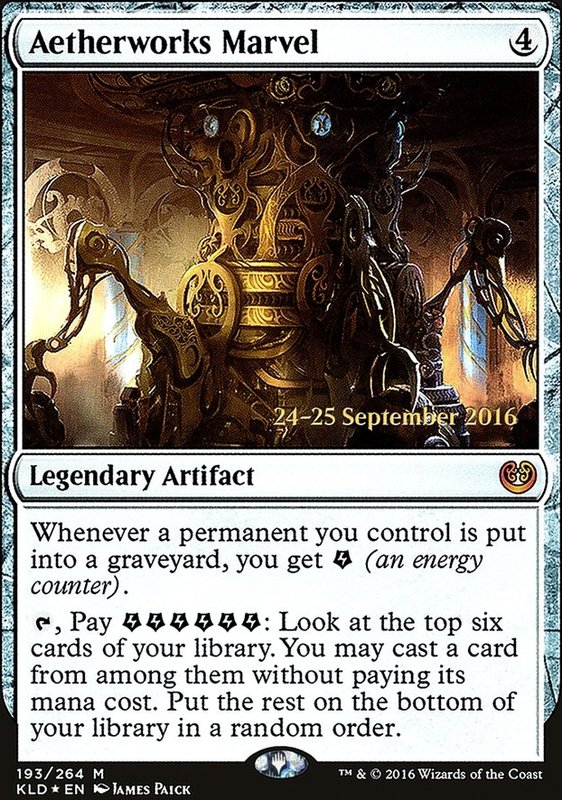 Aetherworks Marvel 4
24–25 September 2016
Legendary Artifact
Whenever a permanent you control is put
into a graveyard, you get (an energy
counter).
, Pay : Look at the top six
cards of your library. You may cast a card
from among them without paying its
mana cost. Put the rest on the bottom of
your library in a random order.
193/264 M
KLD ★ EN James Paick
™ & © 2016 Wizards of the Coast